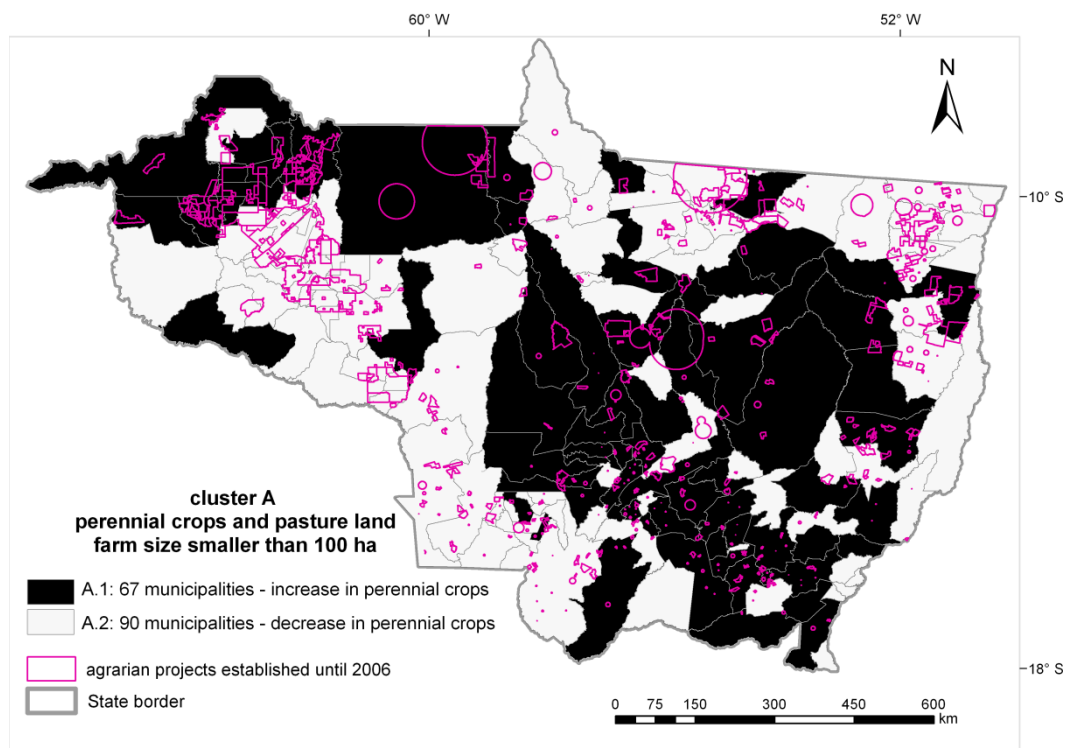 60° W
52° W
N
10° S
cluster A
perennial crops and pasture land
farm size smaller than 100 ha
A.1: 67 municipalities - increase in perennial crops
A.2: 90 municipalities - decrease in perennial crops
agrarian projects established until 2006
State border
18° S
0 75 150 300 450 600
km